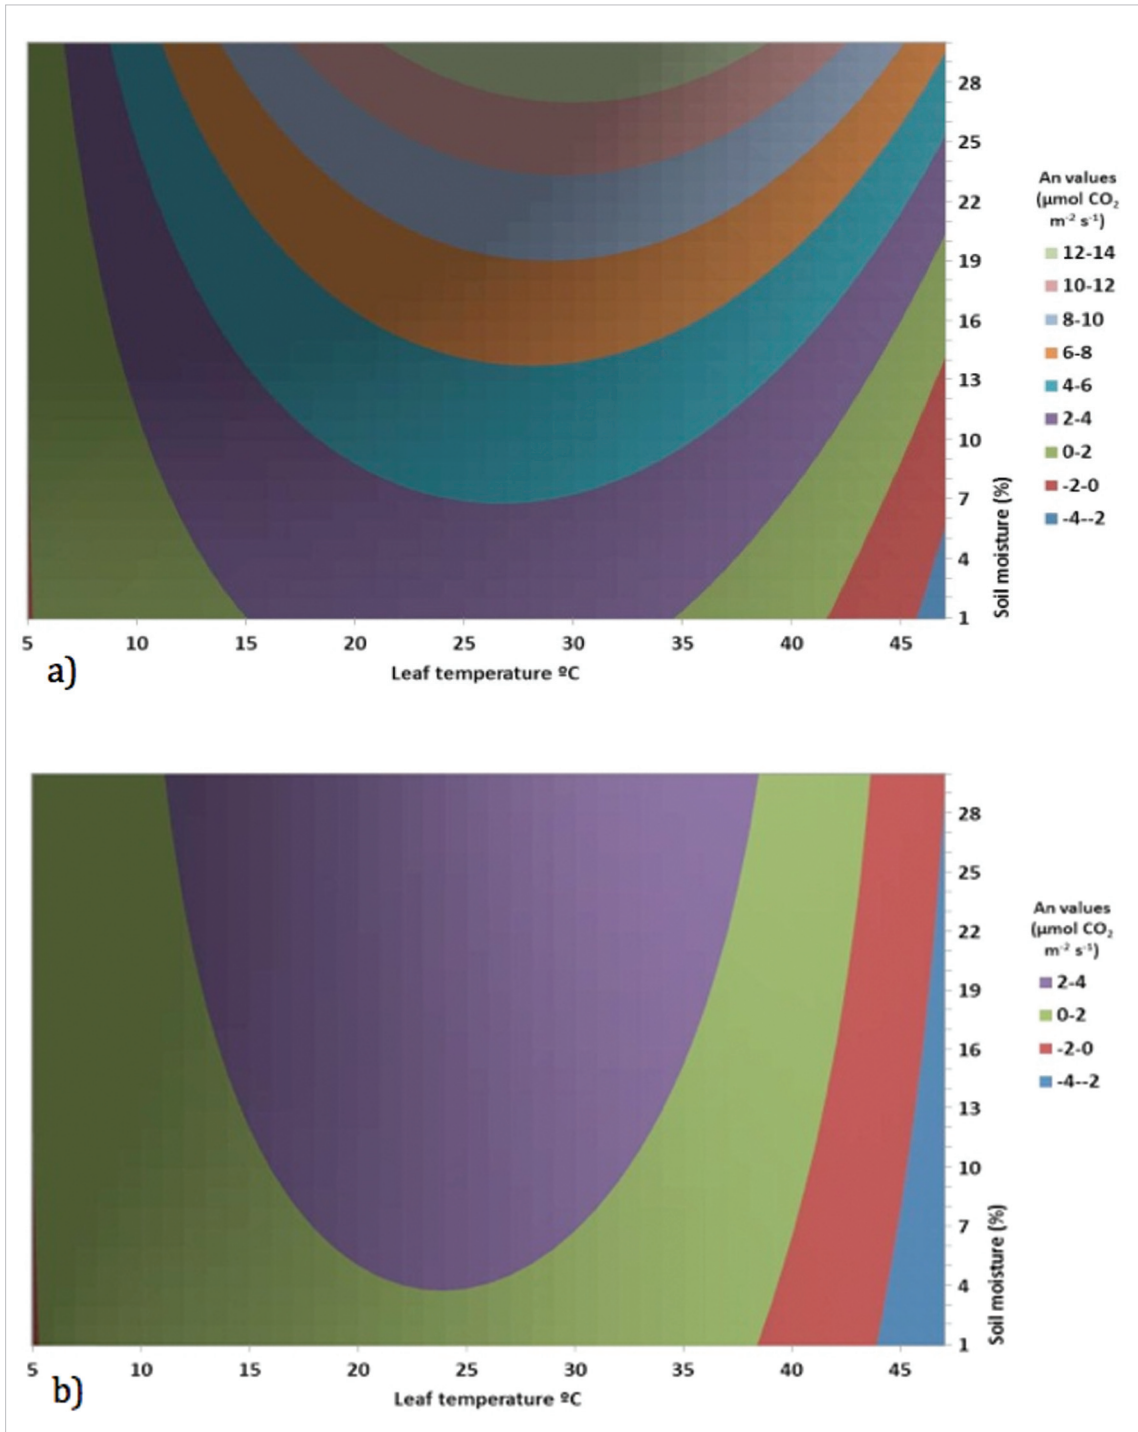 28
25
22
19
16
13
10
7
4
1
Soil moisture (%)
An values
(µmol CO₂
m⁻² s⁻¹)
12-14
10-12
8-10
6-8
4-6
2-4
0-2
-2-0
-4--2
5 10 15 20 25 30 35 40 45
Leaf temperature ºC
a)
28
25
22
19
16
13
10
7
4
1
Soil moisture (%)
An values
(µmol CO₂
m⁻² s⁻¹)
2-4
0-2
-2-0
-4--2
5 10 15 20 25 30 35 40 45
Leaf temperature ºC
b)